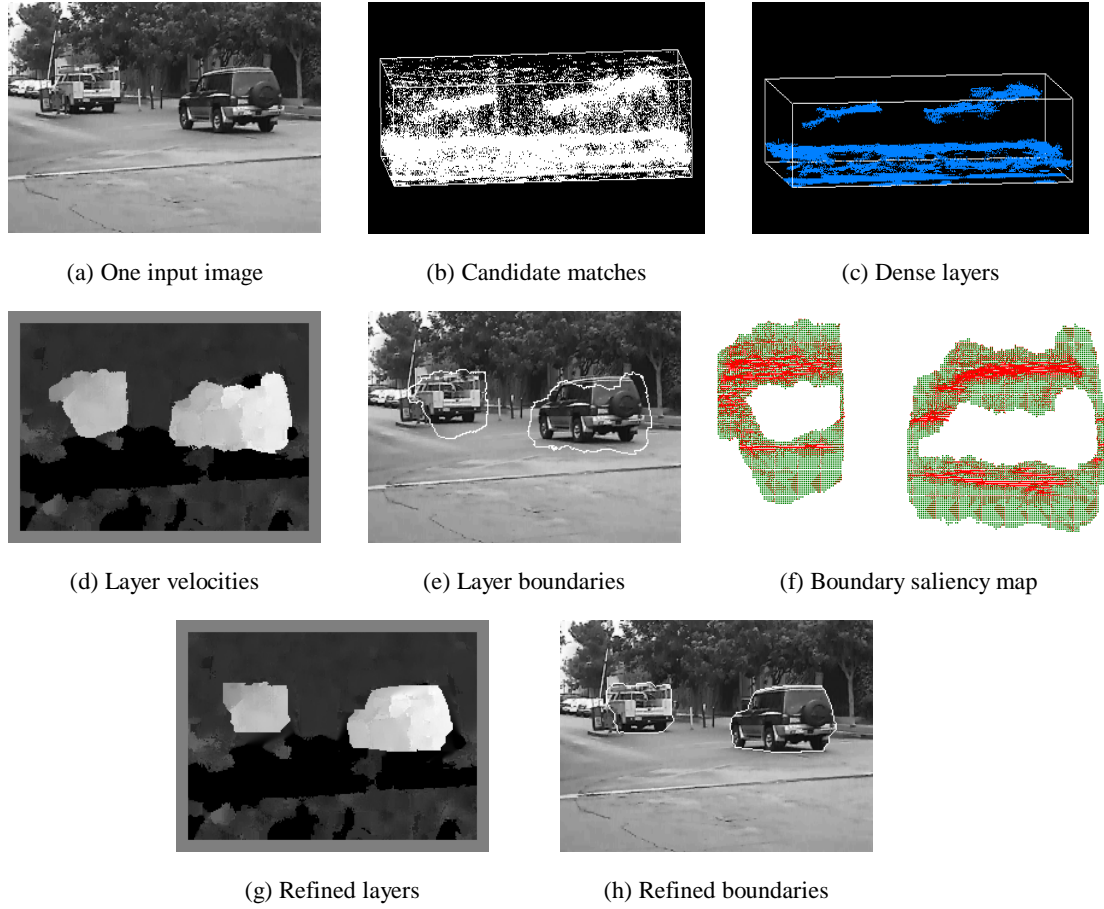 (a) One input image
(b) Candidate matches
(c) Dense layers
(d) Layer velocities
(e) Layer boundaries
(f) Boundary saliency map
(g) Refined layers
(h) Refined boundaries